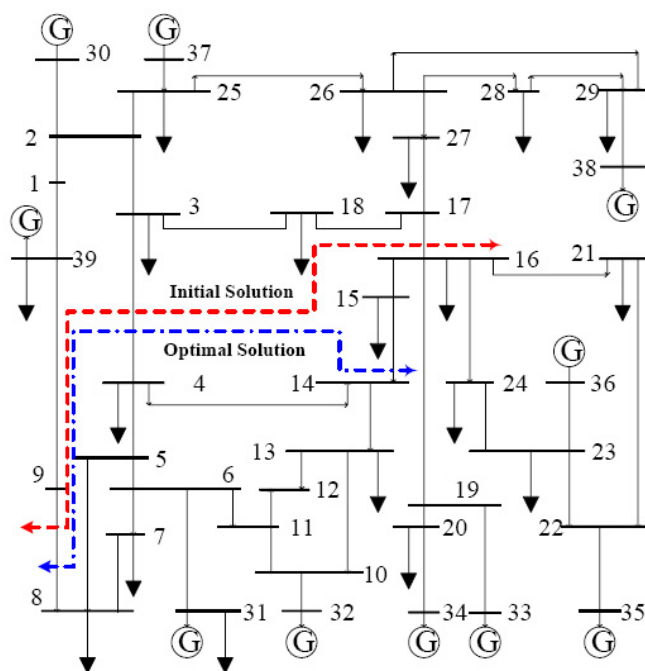 G G
30 37
25 26 28 29
2 27
1 38
G 3 18 17 G
39 16 21
Initial Solution 15
Optimal Solution G
4 14 24 36
5 13 23
9 6 12 19
7 11 20 22
8 10
31 32 34 33 35
G G G G G